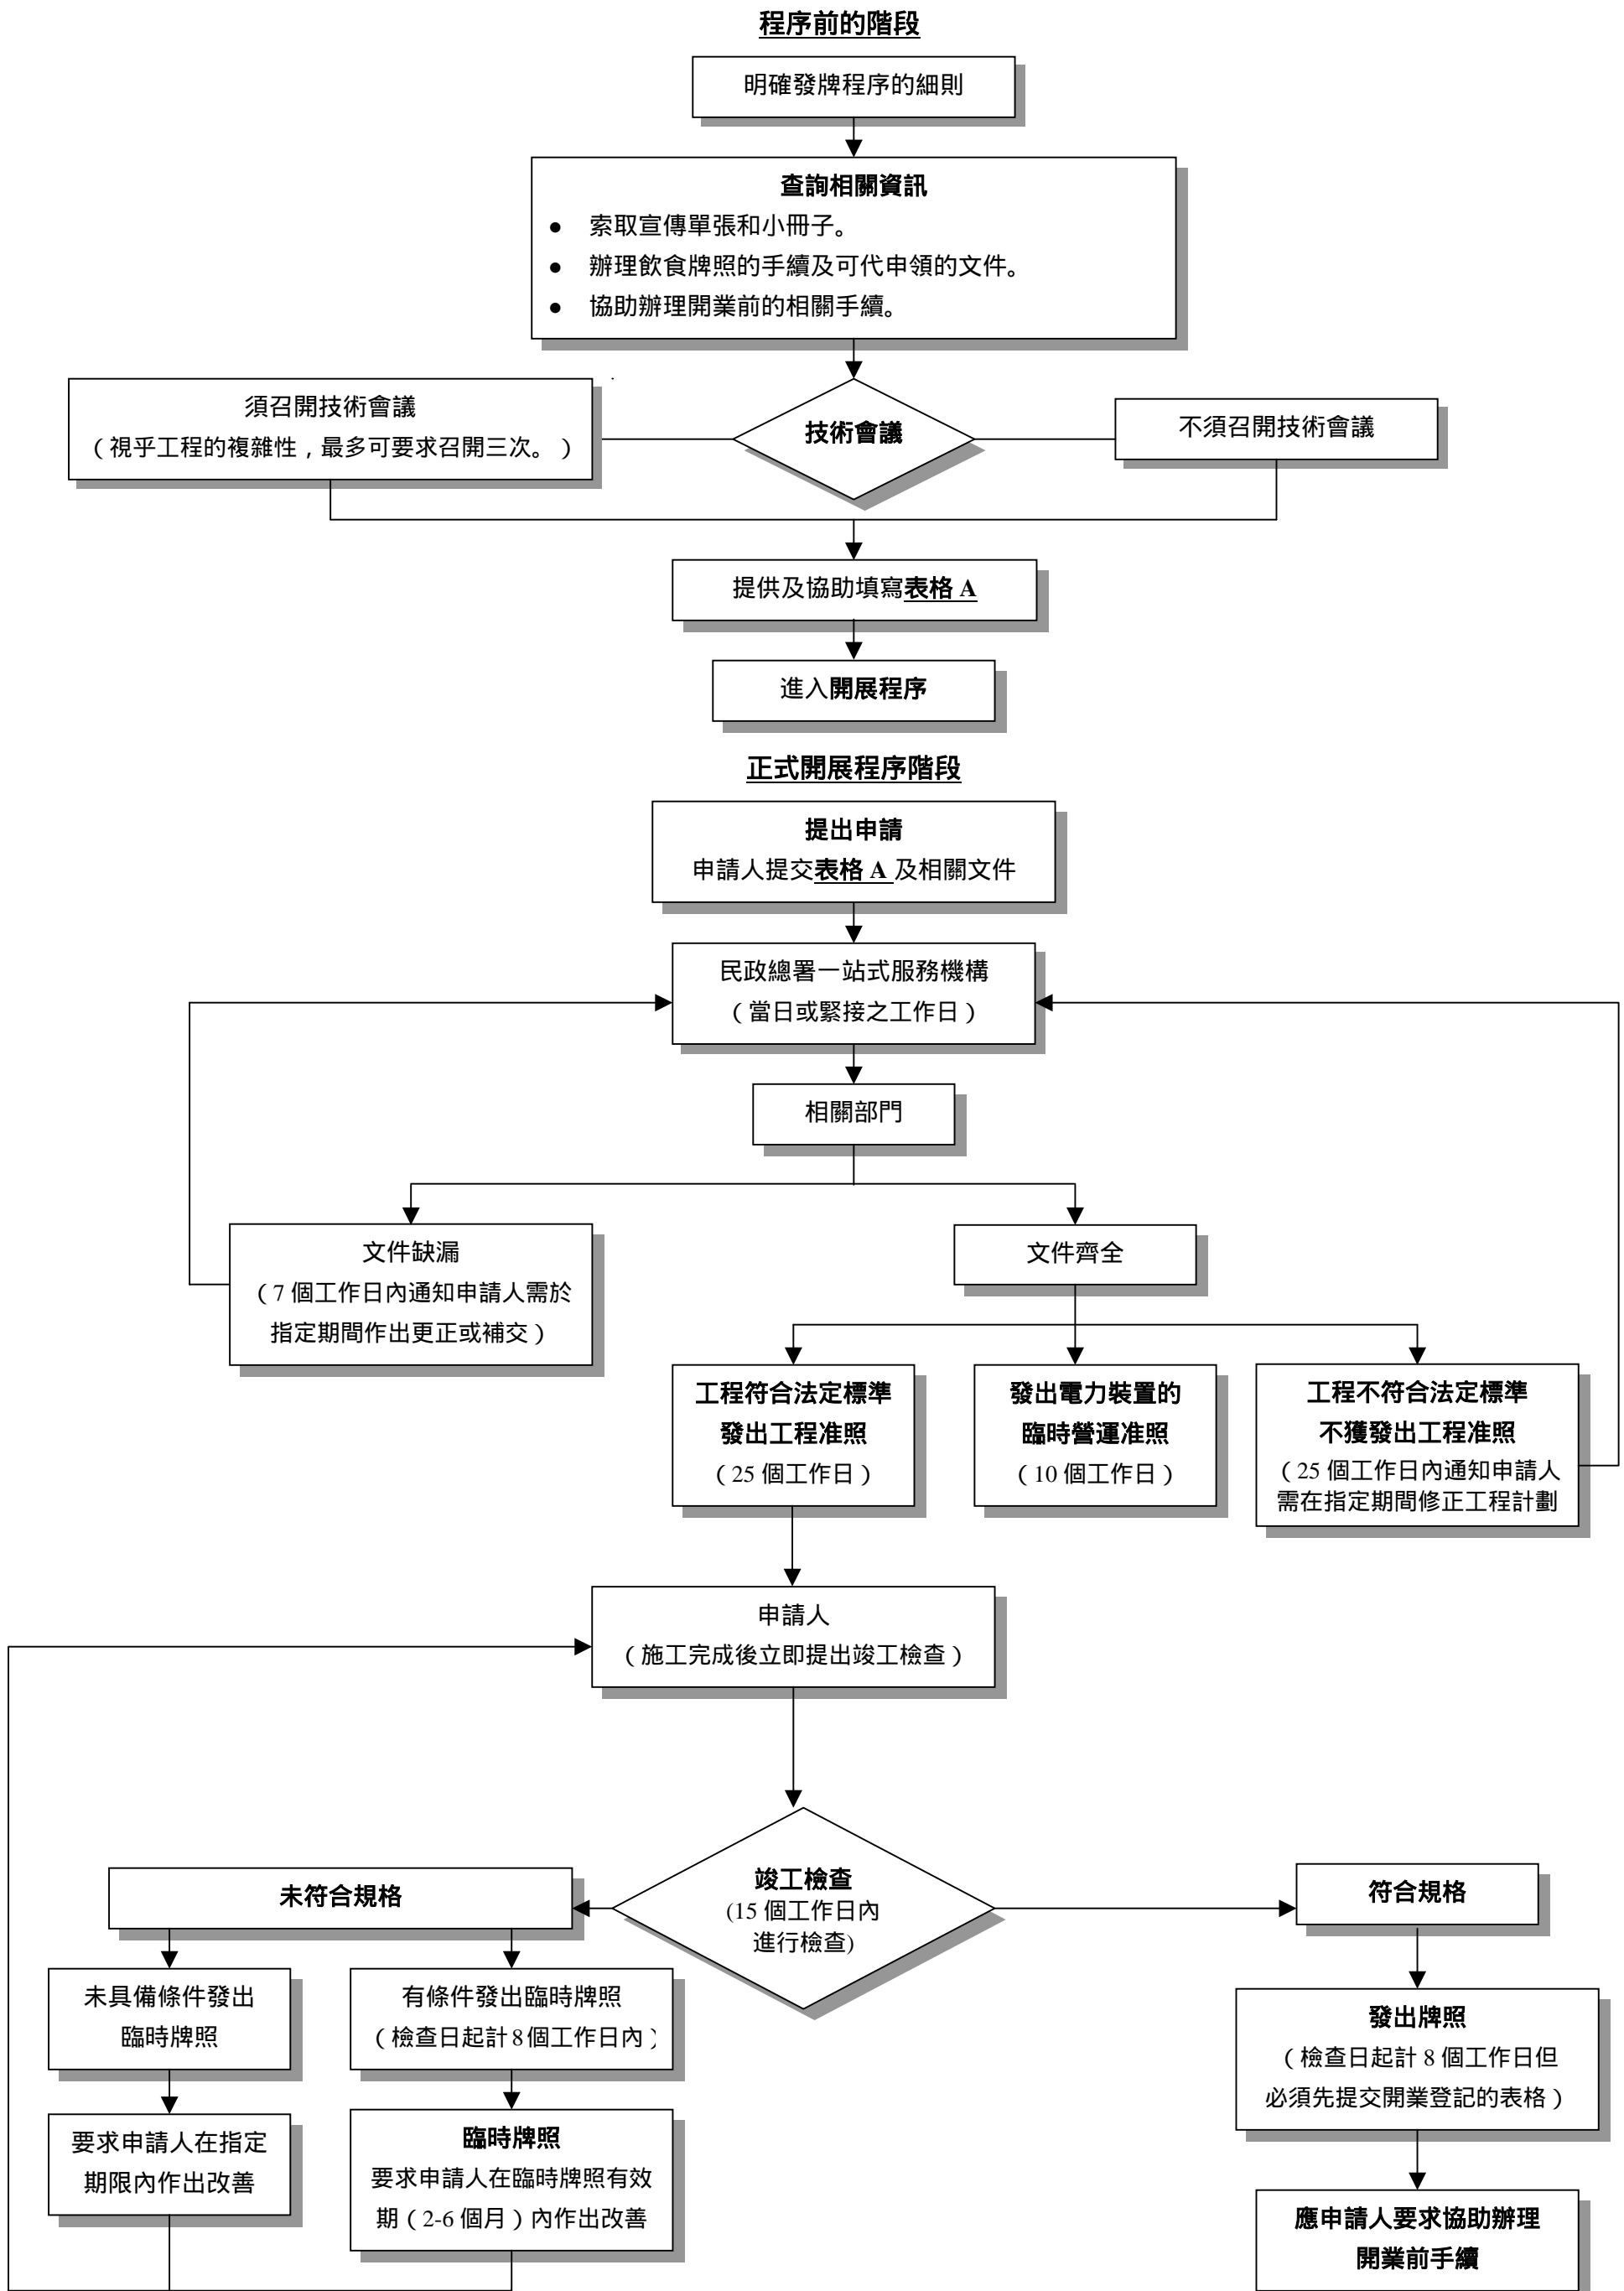 程序前的階段
明確發牌程序的細則
查詢相關資訊
● 索取宣傳單張和小冊子。
● 辦理飲食牌照的手續及可代申領的文件。
● 協助辦理開業前的相關手續。
須召開技術會議
（視乎工程的複雜性，最多可要求召開三次。）
技術會議
不須召開技術會議
提供及協助填寫表格 A
進入開展程序
正式開展程序階段
提出申請
申請人提交表格 A 及相關文件
民政總署一站式服務機構
（當日或緊接之工作日）
相關部門
文件缺漏
（7 個工作日內通知申請人需於
指定期間作出更正或補交）
文件齊全
工程符合法定標準
發出工程准照
（25 個工作日）
發出電力裝置的
臨時營運准照
（10 個工作日）
工程不符合法定標準
不獲發出工程准照
（25 個工作日內通知申請人
需在指定期間修正工程計劃
申請人
（施工完成後立即提出竣工檢查）
竣工檢查
(15 個工作日內
進行檢查)
未符合規格
符合規格
未具備條件發出
臨時牌照
有條件發出臨時牌照
（檢查日起計 8 個工作日內）
發出牌照
（檢查日起計 8 個工作日但
必須先提交開業登記的表格）
要求申請人在指定
期限內作出改善
臨時牌照
要求申請人在臨時牌照有效
期（2-6 個月）內作出改善
應申請人要求協助辦理
開業前手續